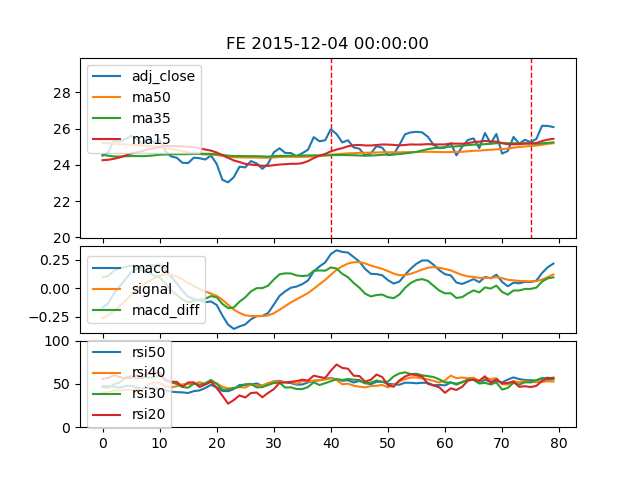 FE 2015-12-04 00:00:00
28
26
24
22
20
adj_close
ma50
ma35
ma15
0.25
0.00
−0.25
macd
signal
macd_diff
100
50
0
rsi50
rsi40
rsi30
rsi20
0 10 20 30 40 50 60 70 80